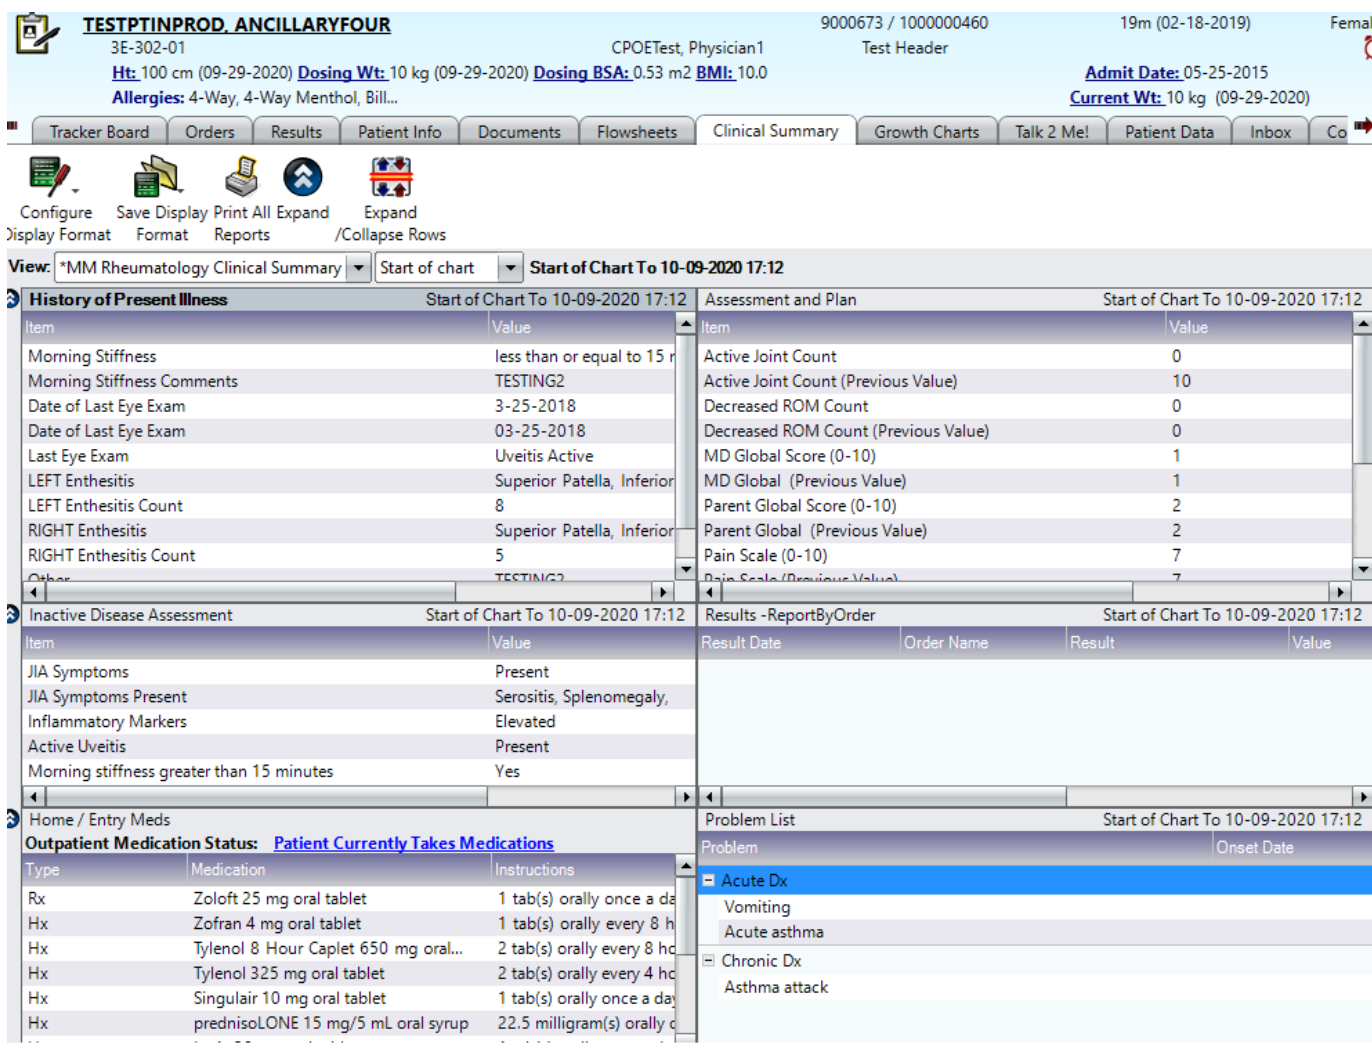 TESTPTINPROD, ANCILLARYFOUR 9000673 / 1000000460 19m (02-18-2019)
3E-302-01 CPOETest, Physician1 Test Header
Ht: 100 cm (09-29-2020) Dosing Wt: 10 kg (09-29-2020) Dosing BSA: 0.53 m2 BMI: 10.0 Admit Date: 05-25-2015
Allergies: 4-Way, 4-Way Menthol, Bill... Current Wt: 10 kg (09-29-2020)
Tracker Board Orders Results Patient Info Documents Flowsheets Clinical Summary Growth Charts Talk 2 Me! Patient Data Inbox Co
Configure Save Display Print All Expand Expand
Display Format Format Reports /Collapse Rows
View: *MM Rheumatology Clinical Summary Start of chart Start of Chart To 10-09-2020 17:12
History of Present Illness Start of Chart To 10-09-2020 17:12
Item Value
Morning Stiffness less than or equal to 15
Morning Stiffness Comments TESTING2
Date of Last Eye Exam 3-25-2018
Date of Last Eye Exam 03-25-2018
Last Eye Exam Uveitis Active
LEFT Enthesitis Superior Patella, Inferior
LEFT Enthesitis Count 8
RIGHT Enthesitis Superior Patella, Inferior
RIGHT Enthesitis Count 5
Other TESTING2
Assessment and Plan Start of Chart To 10-09-2020 17:12
Item Value
Active Joint Count 0
Active Joint Count (Previous Value) 10
Decreased ROM Count 0
Decreased ROM Count (Previous Value) 0
MD Global Score (0-10) 1
MD Global (Previous Value) 1
Parent Global Score (0-10) 2
Parent Global (Previous Value) 2
Pain Scale (0-10) 7
Pain Scale (Previous Value) 7
Inactive Disease Assessment Start of Chart To 10-09-2020 17:12
Item Value
JIA Symptoms Present
JIA Symptoms Present Serositis, Splenomegaly,
Inflammatory Markers Elevated
Active Uveitis Present
Morning stiffness greater than 15 minutes Yes
Results -ReportByOrder Start of Chart To 10-09-2020 17:12
Result Date Order Name Result Value
Home / Entry Meds
Outpatient Medication Status: Patient Currently Takes Medications
Type Medication Instructions
Rx Zoloft 25 mg oral tablet 1 tab(s) orally once a da
Hx Zofran 4 mg oral tablet 1 tab(s) orally every 8 h
Hx Tylenol 8 Hour Caplet 650 mg oral... 2 tab(s) orally every 8 ho
Hx Tylenol 325 mg oral tablet 2 tab(s) orally every 4 ho
Hx Singulair 10 mg oral tablet 1 tab(s) orally once a day
Hx prednisoLONE 15 mg/5 mL oral syrup 22.5 milligram(s) orally
Problem List Start of Chart To 10-09-2020 17:12
Problem Onset Date
Acute Dx
Vomiting
Acute asthma
Chronic Dx
Asthma attack